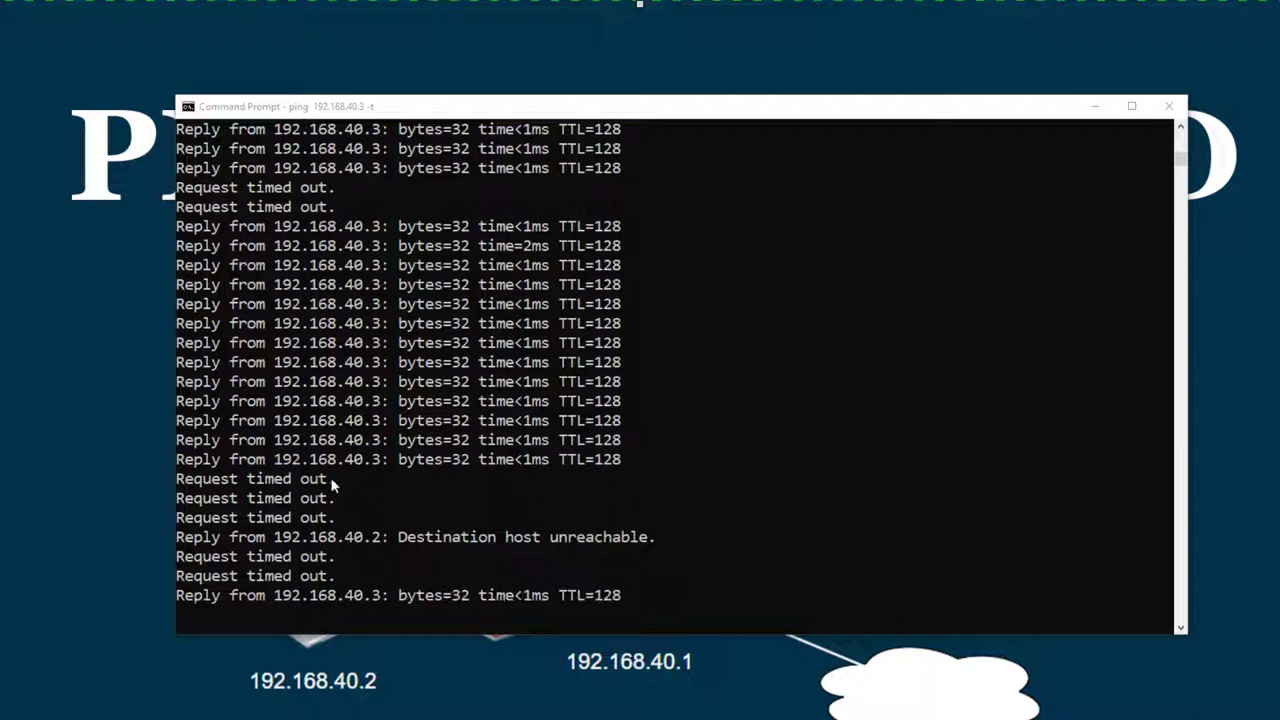 Command Prompt - ping 192.168.40.3 -t
Reply from 192.168.40.3: bytes=32 time<1ms TTL=128
Reply from 192.168.40.3: bytes=32 time<1ms TTL=128
Reply from 192.168.40.3: bytes=32 time<1ms TTL=128
Request timed out.
Request timed out.
Reply from 192.168.40.3: bytes=32 time<1ms TTL=128
Reply from 192.168.40.3: bytes=32 time=2ms TTL=128
Reply from 192.168.40.3: bytes=32 time<1ms TTL=128
Reply from 192.168.40.3: bytes=32 time<1ms TTL=128
Reply from 192.168.40.3: bytes=32 time<1ms TTL=128
Reply from 192.168.40.3: bytes=32 time<1ms TTL=128
Reply from 192.168.40.3: bytes=32 time<1ms TTL=128
Reply from 192.168.40.3: bytes=32 time<1ms TTL=128
Reply from 192.168.40.3: bytes=32 time<1ms TTL=128
Reply from 192.168.40.3: bytes=32 time<1ms TTL=128
Reply from 192.168.40.3: bytes=32 time<1ms TTL=128
Reply from 192.168.40.3: bytes=32 time<1ms TTL=128
Reply from 192.168.40.3: bytes=32 time<1ms TTL=128
Request timed out.
Request timed out.
Request timed out.
Reply from 192.168.40.2: Destination host unreachable.
Request timed out.
Request timed out.
Reply from 192.168.40.3: bytes=32 time<1ms TTL=128
192.168.40.1
192.168.40.2